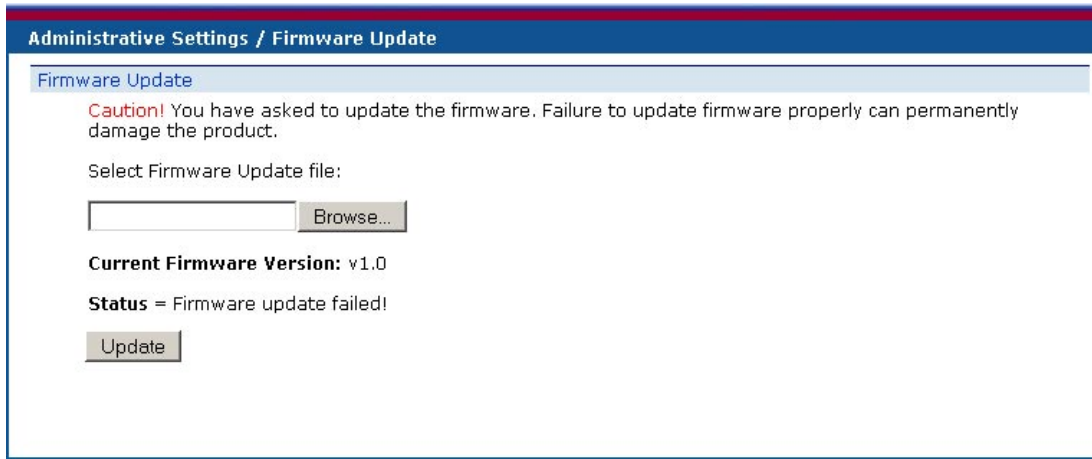 Administrative Settings / Firmware Update
Firmware Update
Caution! You have asked to update the firmware. Failure to update firmware properly can permanently
damage the product.
Select Firmware Update file:
Browse...
Current Firmware Version: v1.0
Status = Firmware update failed!
Update